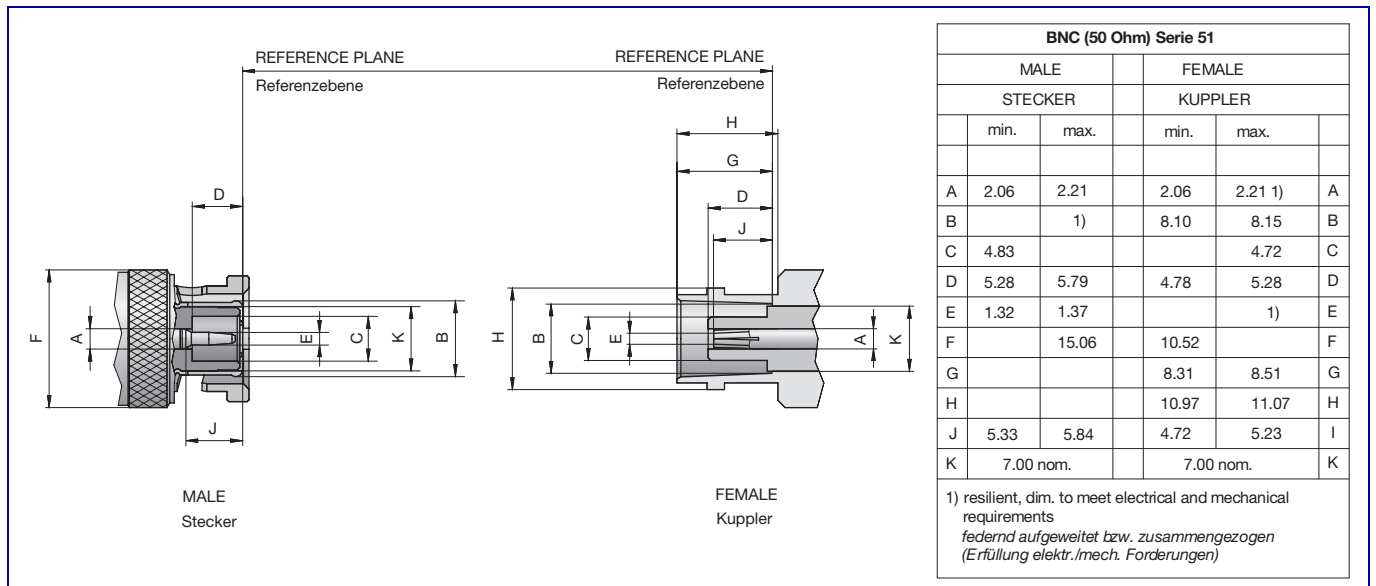 REFERENCE PLANE
Referenzebene
REFERENCE PLANE
Referenzebene
D
F
A
E
C
K
B
J
MALE
Stecker
H
G
D
J
H
B
C
E
A
K
FEMALE
Kuppler
BNC (50 Ohm) Serie 51
MALE FEMALE
STECKER KUPPLER
min. max. min. max.
A 2.06 2.21 2.06 2.21 1) A
B 1) 8.10 8.15 B
C 4.83 4.72 C
D 5.28 5.79 4.78 5.28 D
E 1.32 1.37 1) E
F 15.06 10.52 F
G 8.31 8.51 G
H 10.97 11.07 H
J 5.33 5.84 4.72 5.23 I
K 7.00 nom. 7.00 nom. K
1) resilient, dim. to meet electrical and mechanical
requirements
federnd aufgeweitet bzw. zusammengezogen
(Erfüllung elektr./mech. Forderungen)